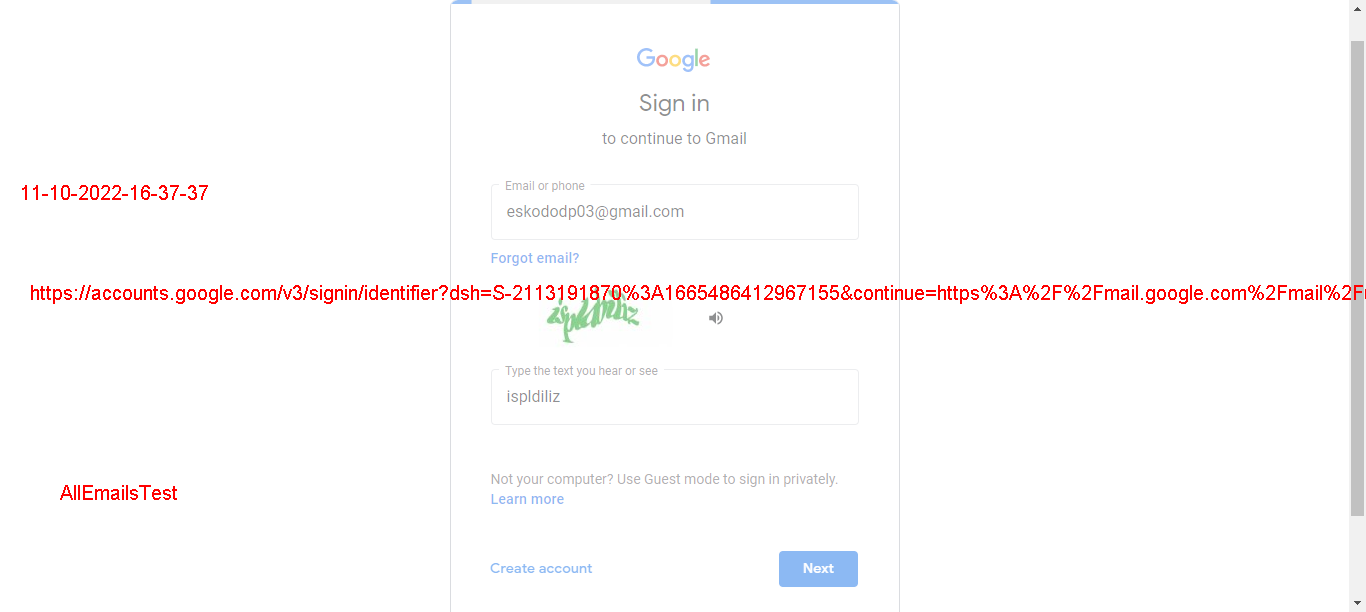 Google
Sign in
to continue to Gmail
11-10-2022-16-37-37
Email or phone
eskododp03@gmail.com
Forgot email?
https://accounts.google.com/v3/signin/identifier?dsh=S-2113191870%3A1665486412967155&continue=https%3A%2F%2Fmail.google.com%2Fmail%2F
Type the text you hear or see
ispldiliz
Not your computer? Use Guest mode to sign in privately.
Learn more
AllEmailsTest
Create account
Next